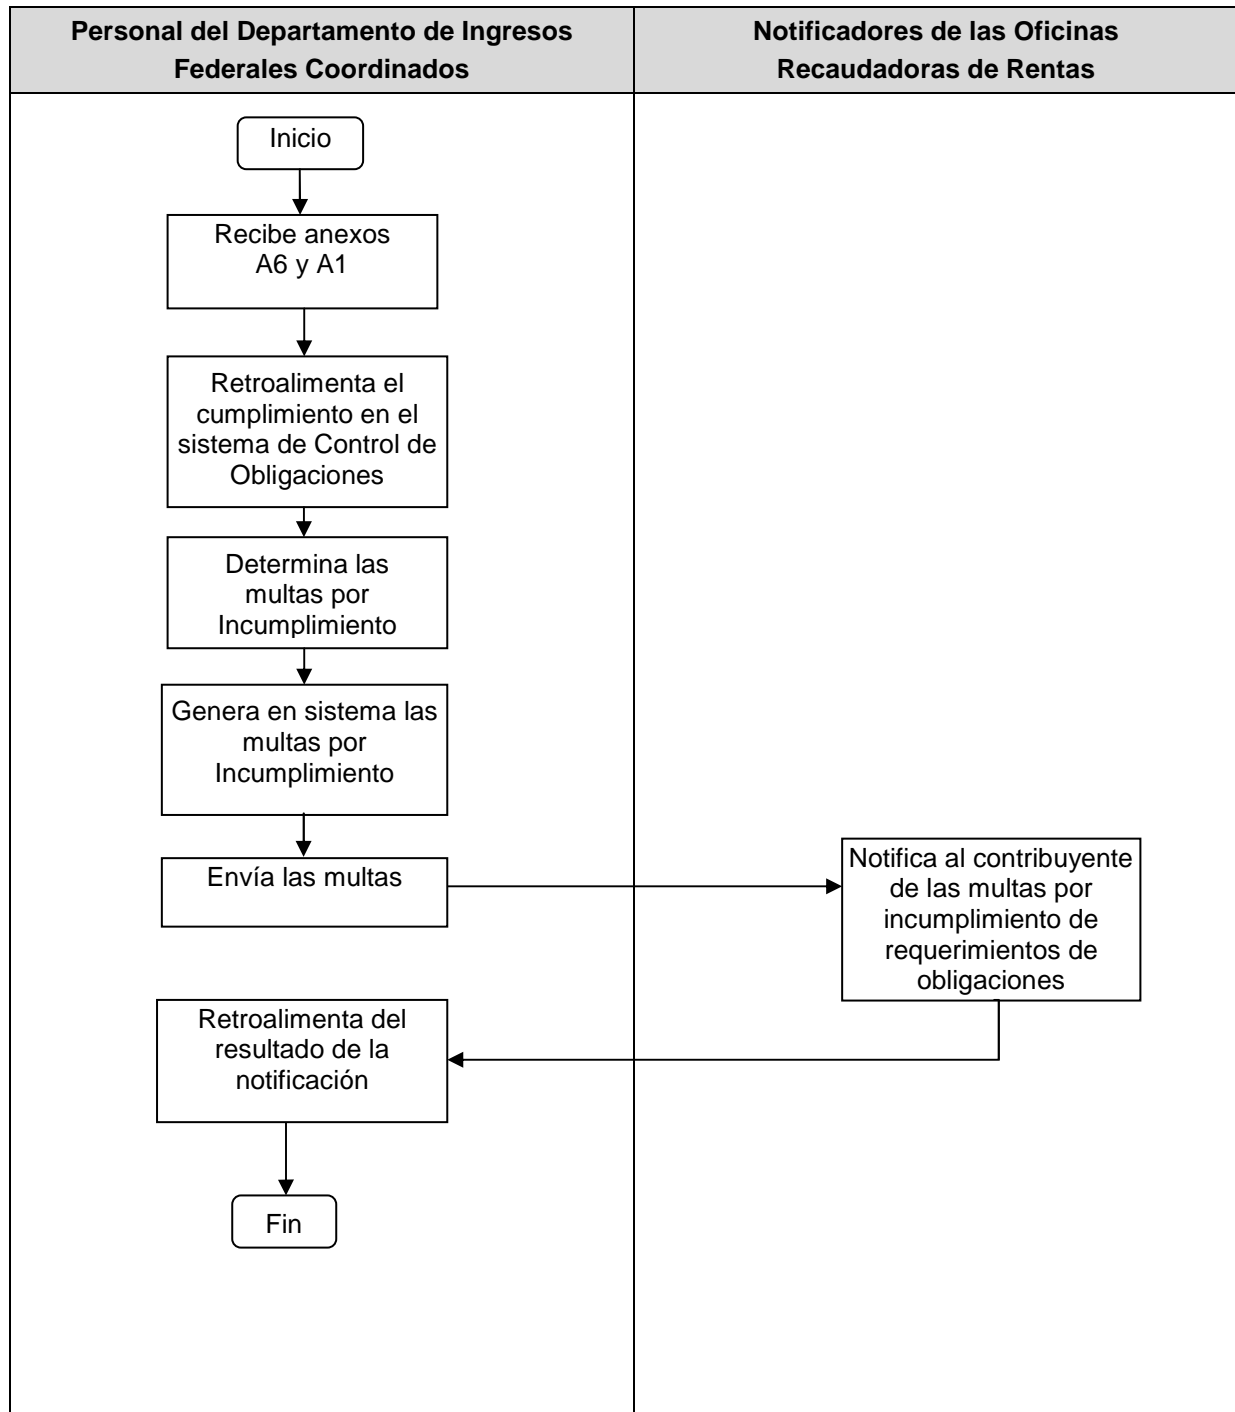 Personal del Departamento de Ingresos
Federales Coordinados
Notificadores de las Oficinas
Recaudadoras de Rentas
Inicio
Recibe anexos
A6 y A1
Retroalimenta el
cumplimiento en el
sistema de Control de
Obligaciones
Determina las
multas por
Incumplimiento
Genera en sistema las
multas por
Incumplimiento
Envía las multas
Notifica al contribuyente
de las multas por
incumplimiento de
requerimientos de
obligaciones
Retroalimenta del
resultado de la
notificación
Fin